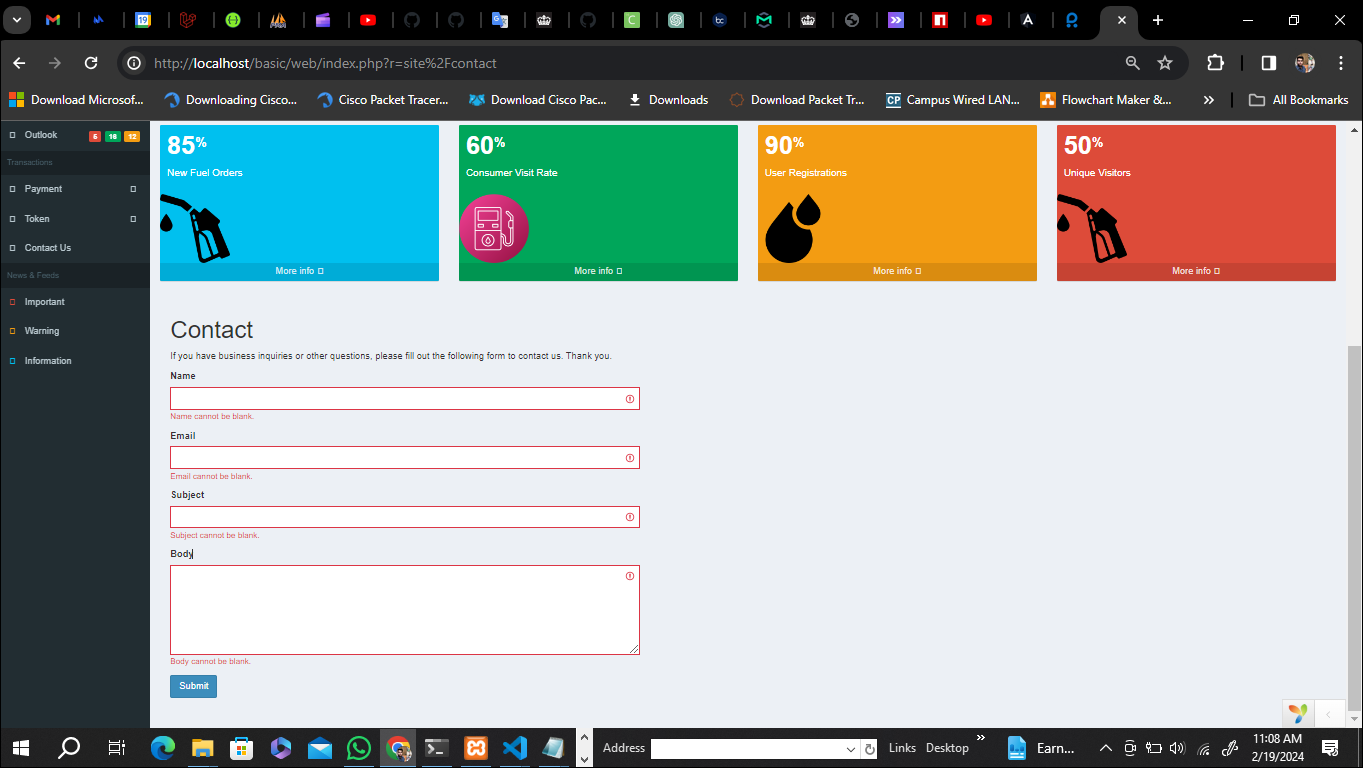 19
C
bc
A
http://localhost/basic/web/index.php?r=site%2Fcontact
Download Microsof... Downloading Cisco... Cisco Packet Tracer... Download Cisco Pac... Downloads Download Packet Tr... CP Campus Wired LAN... Flowchart Maker &... » All Bookmarks
Outlook 5 16 12
Transactions
Payment
Token
Contact Us
News & Feeds
Important
Warning
Information
85%
New Fuel Orders
More info
60%
Consumer Visit Rate
More info
90%
User Registrations
More info
50%
Unique Visitors
More info
Contact
If you have business inquiries or other questions, please fill out the following form to contact us. Thank you.
Name
Name cannot be blank.
Email
Email cannot be blank.
Subject
Subject cannot be blank.
Body
Body cannot be blank.
Submit
Address Links Desktop » Earn... 11:08 AM
2/19/2024